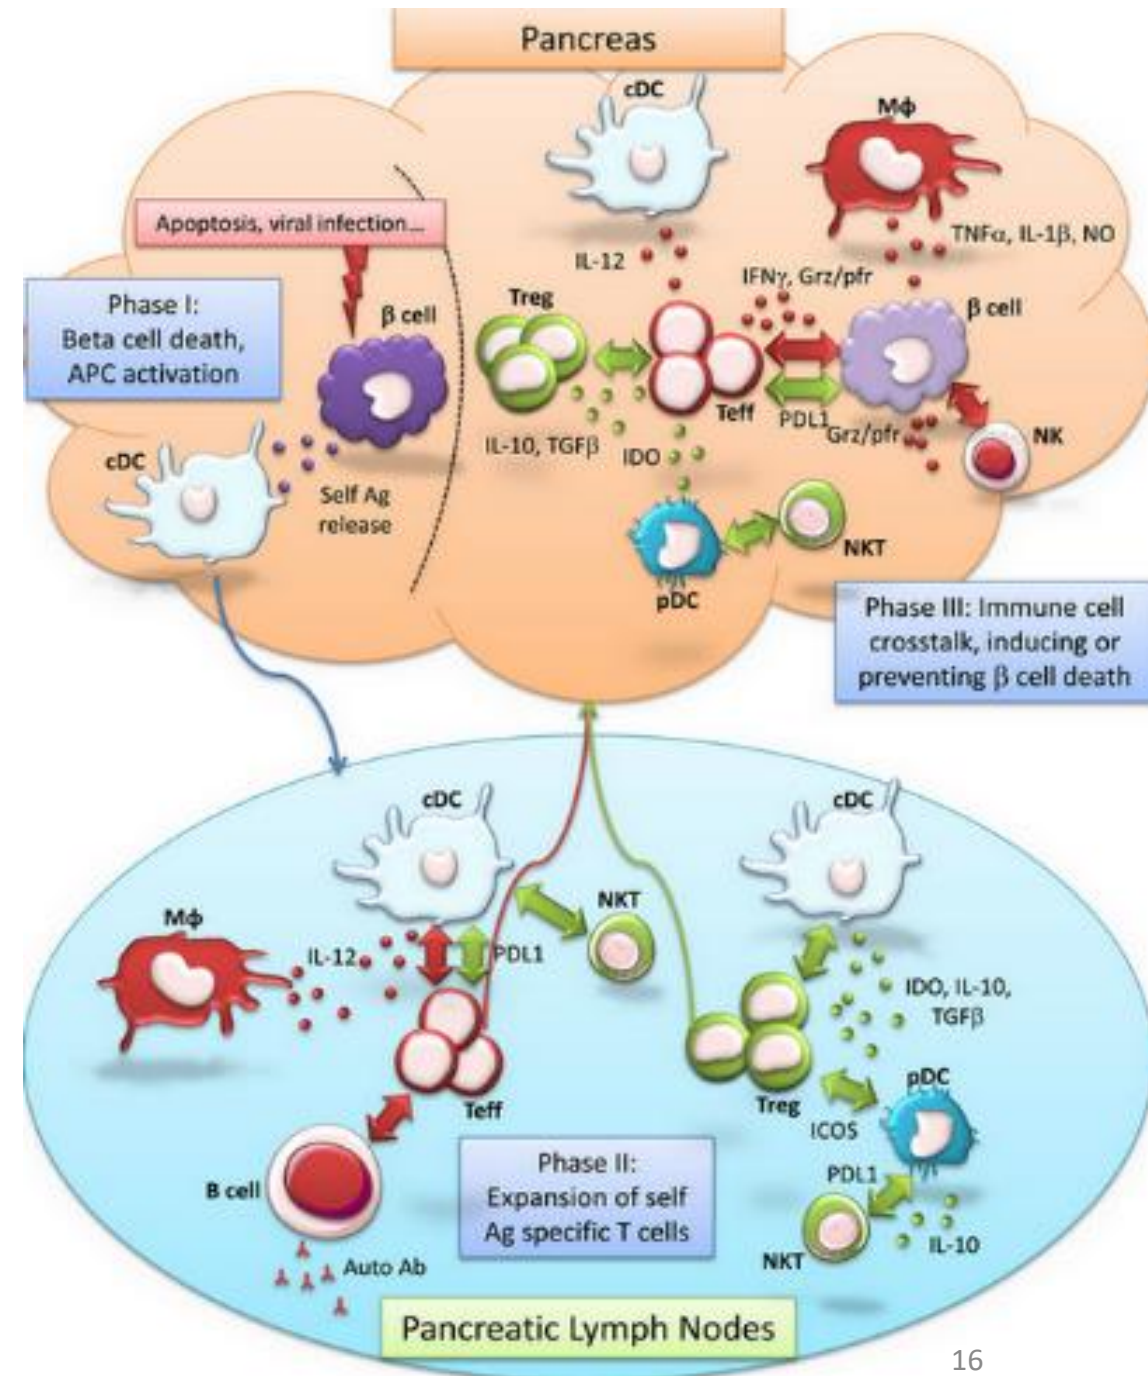 Pancreas
cDC
Mϕ
Apoptosis, viral infection...
TNFα, IL-1β, NO
IL-12
IFNγ, Grz/pfr
Treg
Phase I:
Beta cell death,
APC activation
β cell
β cell
Teff
PDL1
Grz/pfr
NK
IL-10, TGFβ
IDO
cDC
Self Ag
release
NKT
pDC
Phase III: Immune cell
crosstalk, inducing or
preventing β cell death
cDC
cDC
NKT
Mϕ
IL-12
PDL1
IDO, IL-10,
TGFβ
pDC
Teff
Treg
ICOS
Phase II:
Expansion of self
Ag specific T cells
PDL1
B cell
NKT
IL-10
Auto Ab
Pancreatic Lymph Nodes
16